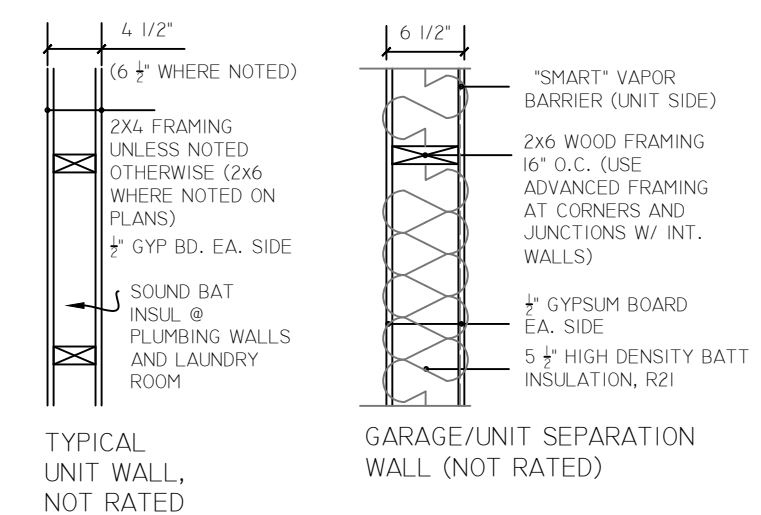 4 1/2"
(6 ½" WHERE NOTED)
2X4 FRAMING
UNLESS NOTED
OTHERWISE (2x6
WHERE NOTED ON
PLANS)
½" GYP BD. EA. SIDE
SOUND BAT
INSUL @
PLUMBING WALLS
AND LAUNDRY
ROOM
TYPICAL
UNIT WALL,
NOT RATED
6 1/2"
"SMART" VAPOR
BARRIER (UNIT SIDE)
2x6 WOOD FRAMING
16" O.C. (USE
ADVANCED FRAMING
AT CORNERS AND
JUNCTIONS W/ INT.
WALLS)
½" GYPSUM BOARD
EA. SIDE
5 ½" HIGH DENSITY BATT
INSULATION, R21
GARAGE/UNIT SEPARATION
WALL (NOT RATED)